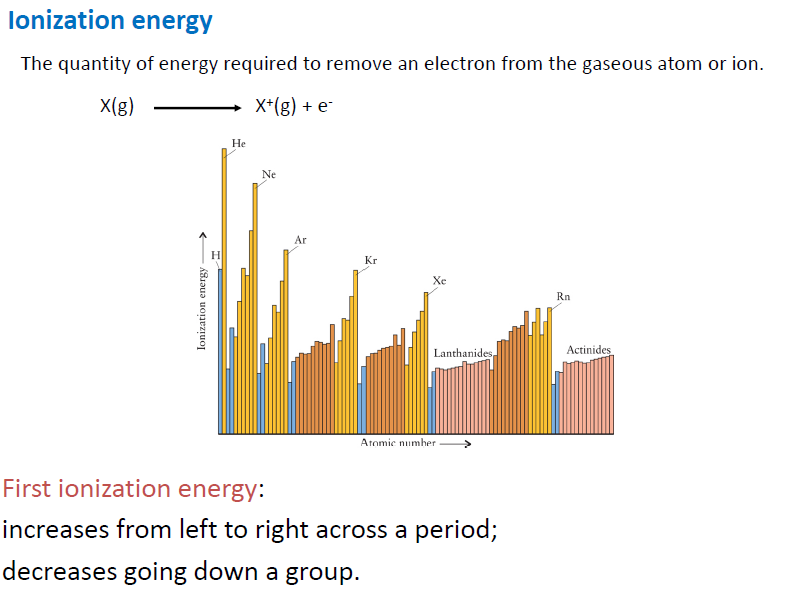 Ionization energy
The quantity of energy required to remove an electron from the gaseous atom or ion.
X(g) ⟶ X⁺(g) + e⁻
He
Ne
Ar
Kr
Xe
Rn
H
Lanthanides
Actinides
Ionization energy ⟶
Atomic number ⟶
First ionization energy:
increases from left to right across a period;
decreases going down a group.